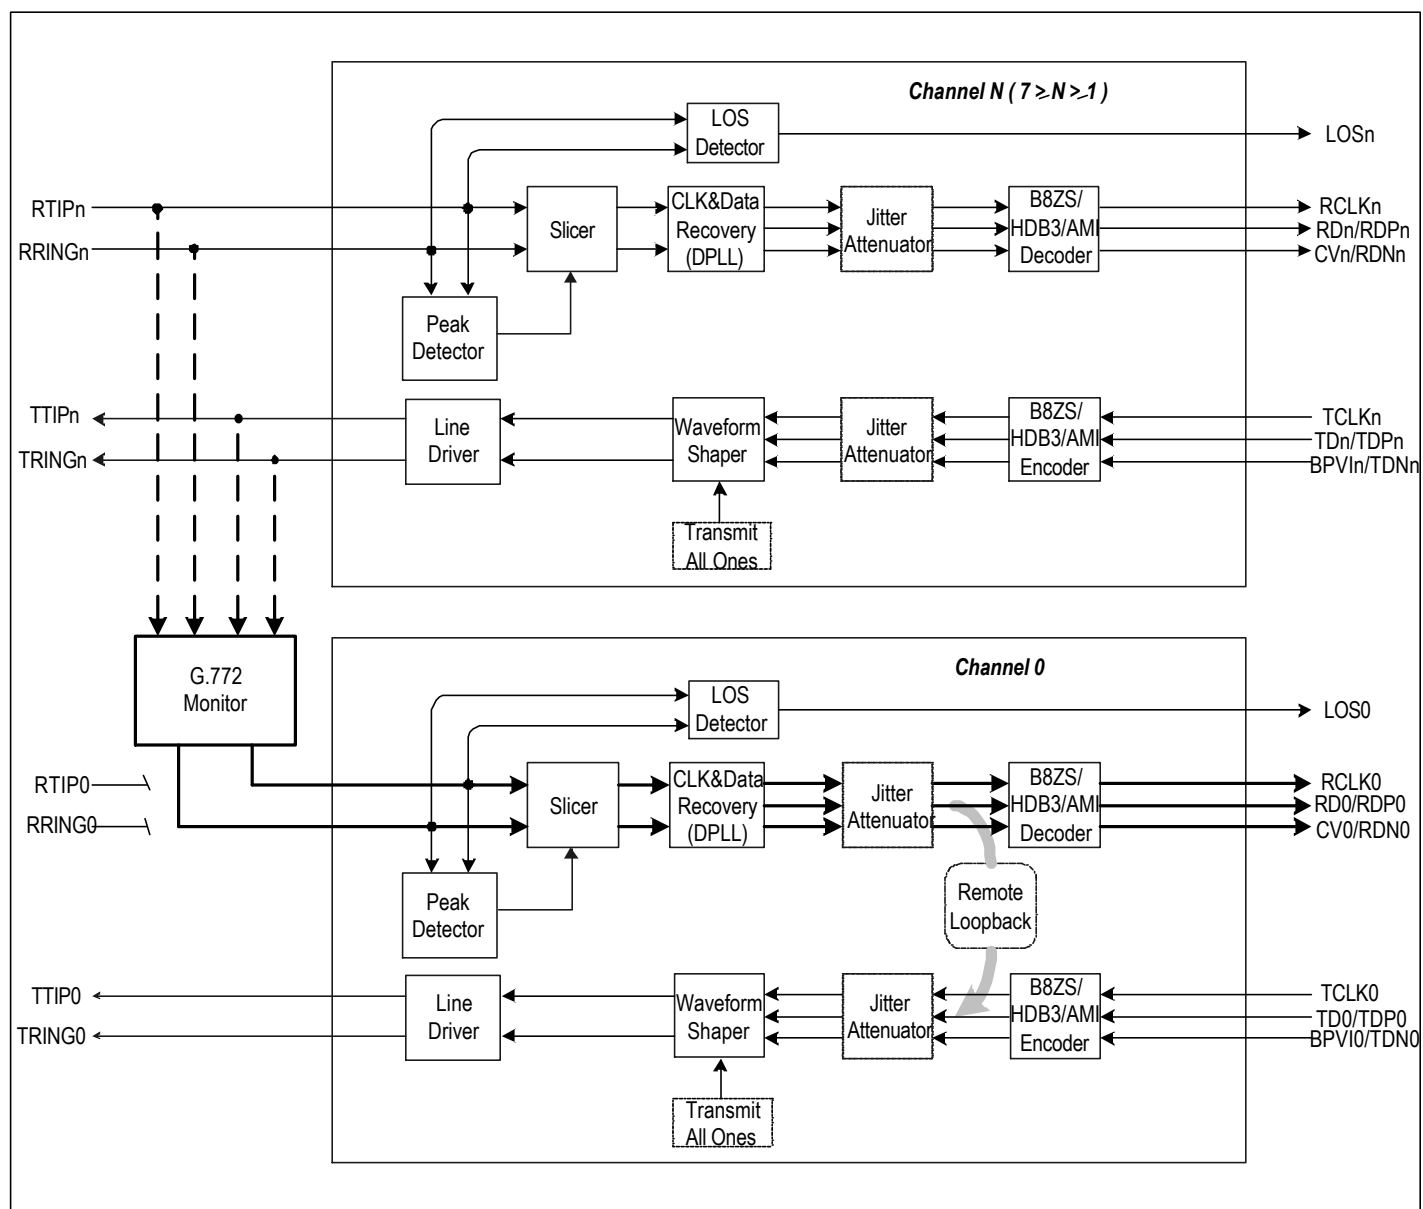 Channel N ( 7 ≥ N ≥ 1 )
LOS
Detector
LOSn
RTIPn
RRINGn
Slicer
CLK&Data
Recovery
(DPLL)
Jitter
Attenuator
B8ZS/
HDB3/AMI
Decoder
RCLKn
RDn/RDPn
CVn/RDNn
Peak
Detector
TTIPn
TRINGn
Line
Driver
Waveform
Shaper
Jitter
Attenuator
B8ZS/
HDB3/AMI
Encoder
TCLKn
TDn/TDPn
BPVIn/TDNn
Transmit
All Ones
G.772
Monitor
Channel 0
LOS
Detector
LOS0
RTIP0
RRING0
Slicer
CLK&Data
Recovery
(DPLL)
Jitter
Attenuator
B8ZS/
HDB3/AMI
Decoder
RCLK0
RD0/RDP0
CV0/RDN0
Peak
Detector
Remote
Loopback
TTIP0
TRING0
Line
Driver
Waveform
Shaper
Jitter
Attenuator
B8ZS/
HDB3/AMI
Encoder
TCLK0
TD0/TDP0
BPVI0/TDN0
Transmit
All Ones